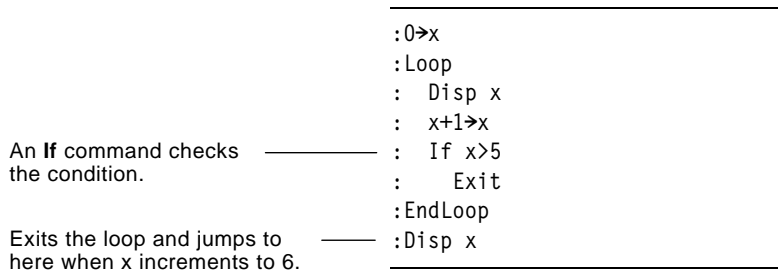 :0→x
:Loop
:  Disp x
:  x+1→x
An If command checks
the condition.
:  If x>5
:    Exit
:EndLoop
Exits the loop and jumps to
here when x increments to 6.
:Disp x